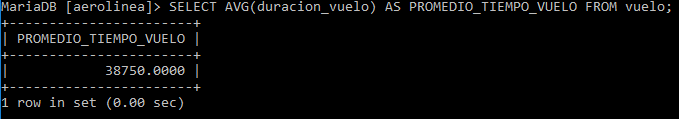 MariaDB [aerolinea]> SELECT AVG(duracion_vuelo) AS PROMEDIO_TIEMPO_VUELO FROM vuelo;
+-----------------------+
| PROMEDIO_TIEMPO_VUELO |
+-----------------------+
|            38750.0000 |
+-----------------------+
1 row in set (0.00 sec)